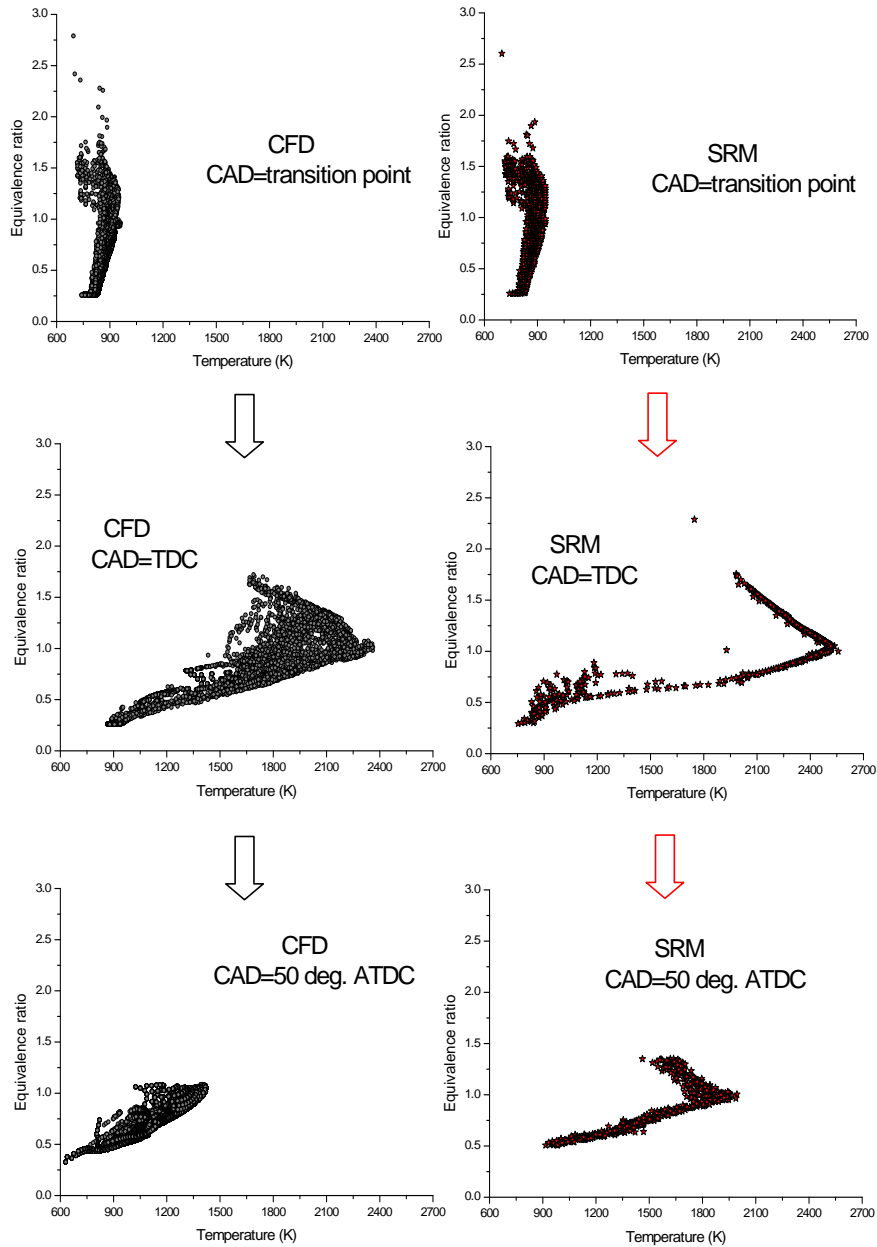 3.0
2.5
2.0
1.5
1.0
0.5
0.0
Equivalence ratio
CFD
CAD=transition point
600 900 1200 1500 1800 2100 2400 2700
Temperature (K)
3.0
2.5
2.0
1.5
1.0
0.5
0.0
Equivalence ration
SRM
CAD=transition point
600 900 1200 1500 1800 2100 2400 2700
Temperature (K)
3.0
2.5
2.0
1.5
1.0
0.5
0.0
Equivalence ratio
CFD
CAD=TDC
600 900 1200 1500 1800 2100 2400 2700
Temperature (K)
3.0
2.5
2.0
1.5
1.0
0.5
0.0
Equivalence ratio
SRM
CAD=TDC
600 900 1200 1500 1800 2100 2400 2700
Temperature (K)
3.0
2.5
2.0
1.5
1.0
0.5
0.0
Equivalence ratio
CFD
CAD=50 deg. ATDC
600 900 1200 1500 1800 2100 2400 2700
Temperature (K)
3.0
2.5
2.0
1.5
1.0
0.5
0.0
Equivalence ratio
SRM
CAD=50 deg. ATDC
600 900 1200 1500 1800 2100 2400 2700
Temperature (K)